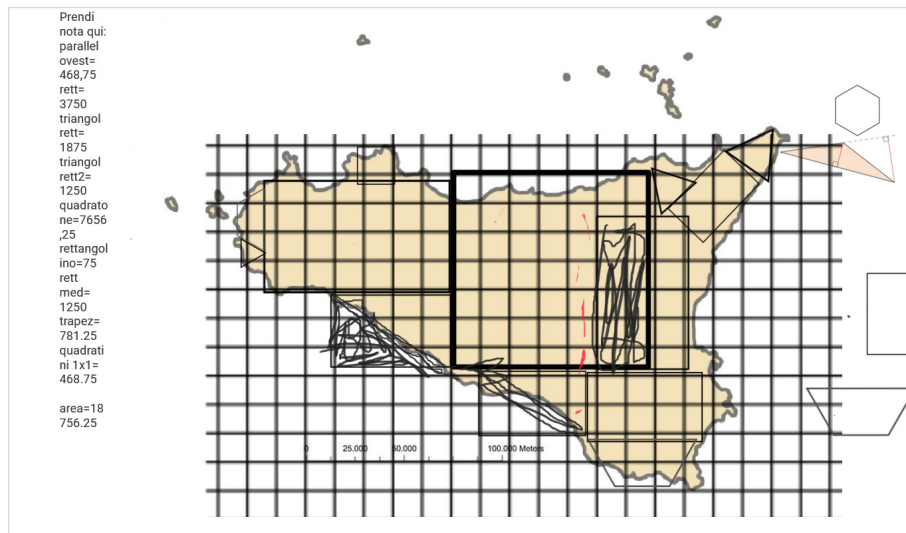 Prendi
nota qui:
parallel
ovest=
468,75
rett=
3750
triangol
rett=
1875
triangol
rett2=
1250
quadrato
ne=7656
,25
rettangol
ino=75
rett
med=
1250
trapez=
781.25
quadrati
ni 1x1=
468.75

area=18
756.25
0 25.000 50.000 100.000 Meters